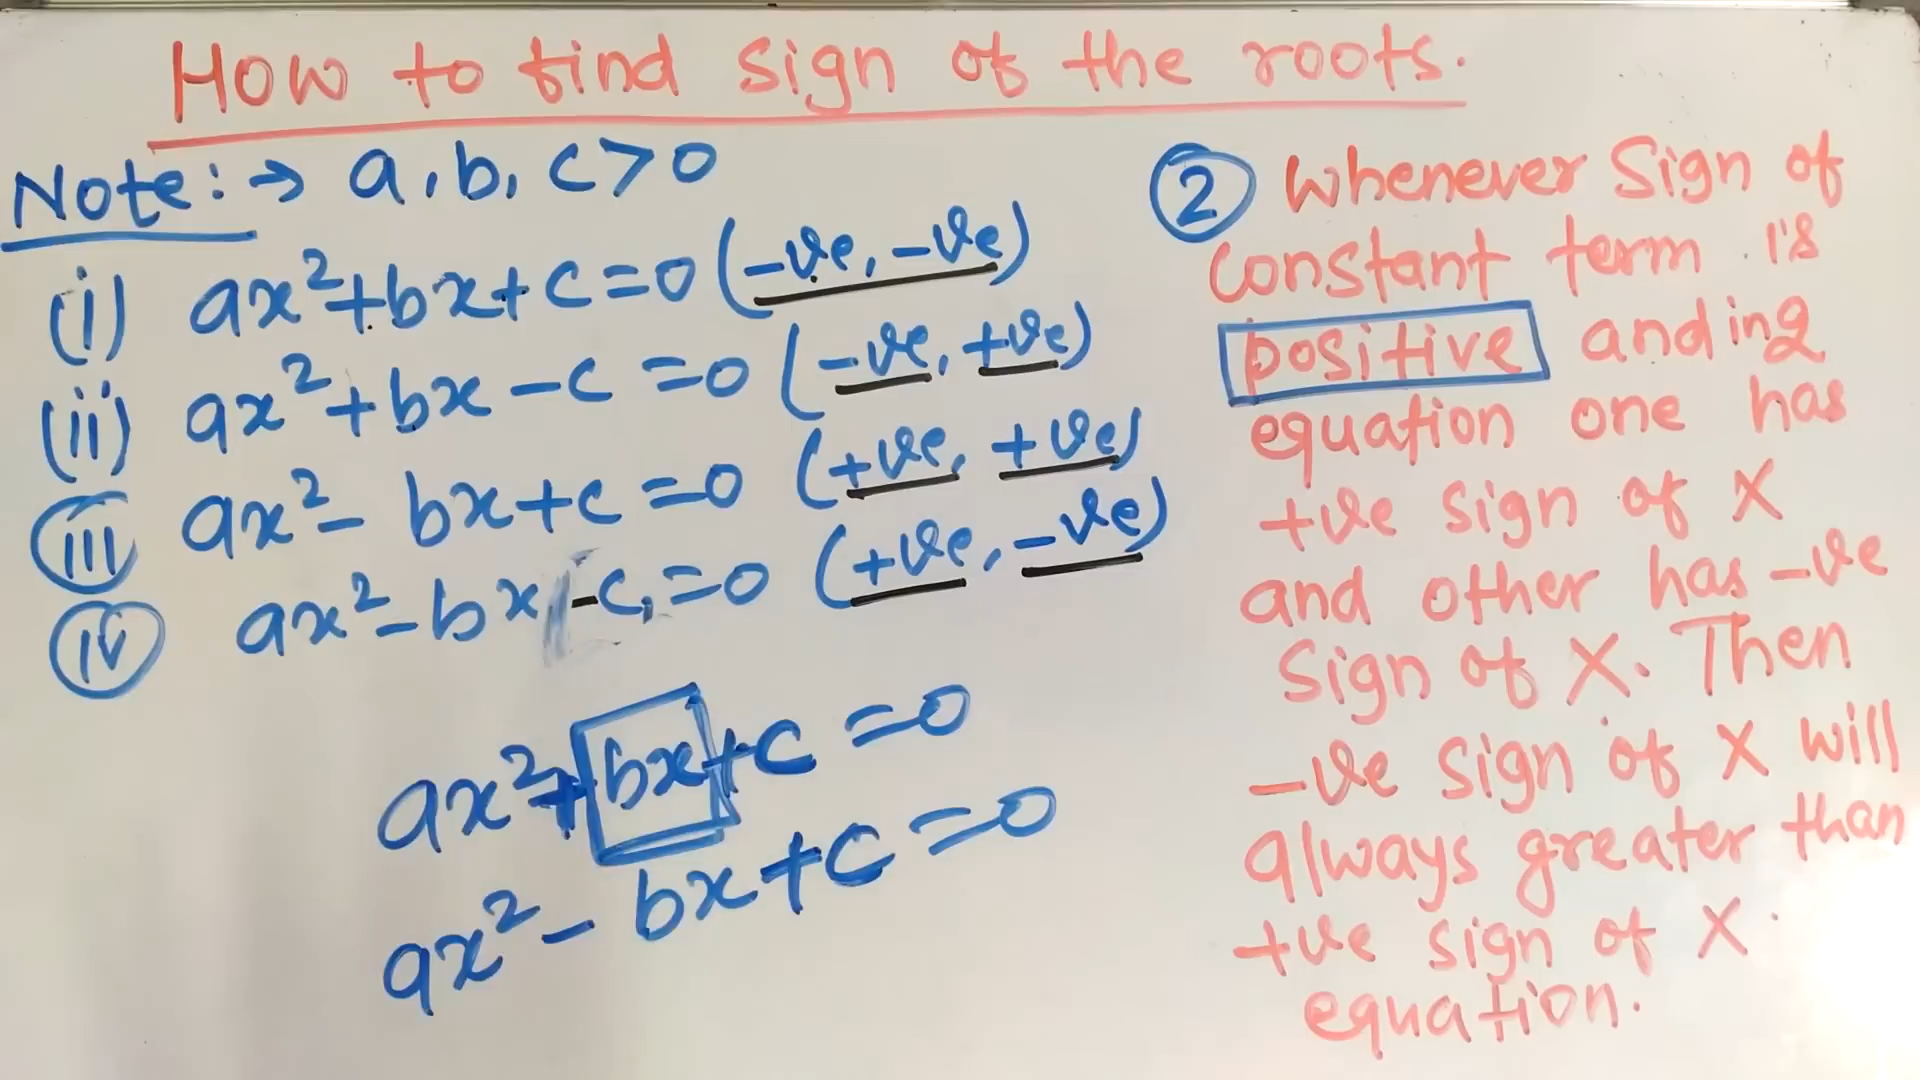 How to find sign of the roots.
Note:→ a, b, c>0
(i) ax²+bx+c=0 (-ve, -ve)
(ii) ax²+bx-c=0 (-ve, +ve)
(iii) ax²-bx+c=0 (+ve, +ve)
(iv) ax²-bx-c=0 (+ve, -ve)
ax²+bx+c=0
ax²-bx+c=0
(2) Whenever Sign of
constant term is
positive and in 2
equation one has
+ve sign of X
and other has -ve
Sign of X. Then
-ve sign of X will
always greater than
+ve sign of X
equation.